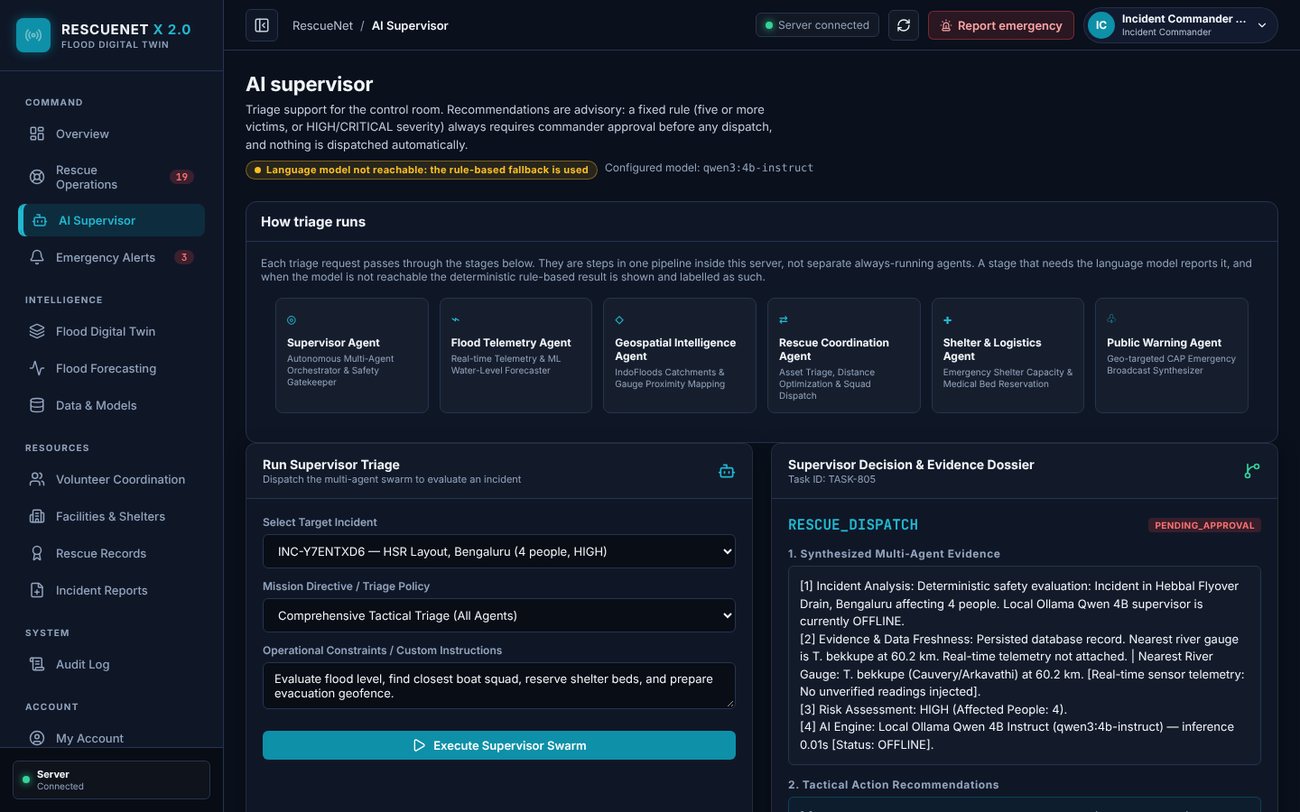 RESCUENET X 2.0
FLOOD DIGITAL TWIN
RescueNet / AI Supervisor
Server connected
Report emergency
IC
Incident Commander ...
Incident Commander
COMMAND
Overview
Rescue
Operations
19
AI Supervisor
Emergency Alerts
3
INTELLIGENCE
Flood Digital Twin
Flood Forecasting
Data & Models
RESOURCES
Volunteer Coordination
Facilities & Shelters
Rescue Records
Incident Reports
SYSTEM
Audit Log
ACCOUNT
My Account
Server
Connected
AI supervisor
Triage support for the control room. Recommendations are advisory: a fixed rule (five or more
victims, or HIGH/CRITICAL severity) always requires commander approval before any dispatch,
and nothing is dispatched automatically.
Language model not reachable: the rule-based fallback is used
Configured model: qwen3:4b-instruct
How triage runs
Each triage request passes through the stages below. They are steps in one pipeline inside this server, not separate always-running agents. A stage that needs the language model reports it, and
when the model is not reachable the deterministic rule-based result is shown and labelled as such.
Supervisor Agent
Autonomous Multi-Agent
Orchestrator & Safety
Gatekeeper
Flood Telemetry Agent
Real-time Telemetry & ML
Water-Level Forecaster
Geospatial Intelligence
Agent
IndoFloods Catchments &
Gauge Proximity Mapping
Rescue Coordination
Agent
Asset Triage, Distance
Optimization & Squad
Dispatch
Shelter & Logistics
Agent
Emergency Shelter Capacity &
Medical Bed Reservation
Public Warning Agent
Geo-targeted CAP Emergency
Broadcast Synthesizer
Run Supervisor Triage
Dispatch the multi-agent swarm to evaluate an incident
Select Target Incident
INC-Y7ENTXD6 — HSR Layout, Bengaluru (4 people, HIGH)
Mission Directive / Triage Policy
Comprehensive Tactical Triage (All Agents)
Operational Constraints / Custom Instructions
Evaluate flood level, find closest boat squad, reserve shelter beds, and prepare
evacuation geofence.
Execute Supervisor Swarm
Supervisor Decision & Evidence Dossier
Task ID: TASK-805
RESCUE_DISPATCH
PENDING_APPROVAL
1. Synthesized Multi-Agent Evidence
[1] Incident Analysis: Deterministic safety evaluation: Incident in Hebbal Flyover
Drain, Bengaluru affecting 4 people. Local Ollama Qwen 4B supervisor is
currently OFFLINE.
[2] Evidence & Data Freshness: Persisted database record. Nearest river gauge
is T. bekkupe at 60.2 km. Real-time telemetry not attached. | Nearest River
Gauge: T. bekkupe (Cauvery/Arkavathi) at 60.2 km. [Real-time sensor telemetry:
No unverified readings injected].
[3] Risk Assessment: HIGH (Affected People: 4).
[4] AI Engine: Local Ollama Qwen 4B Instruct (qwen3:4b-instruct) — inference
0.01s [Status: OFFLINE].
2. Tactical Action Recommendations